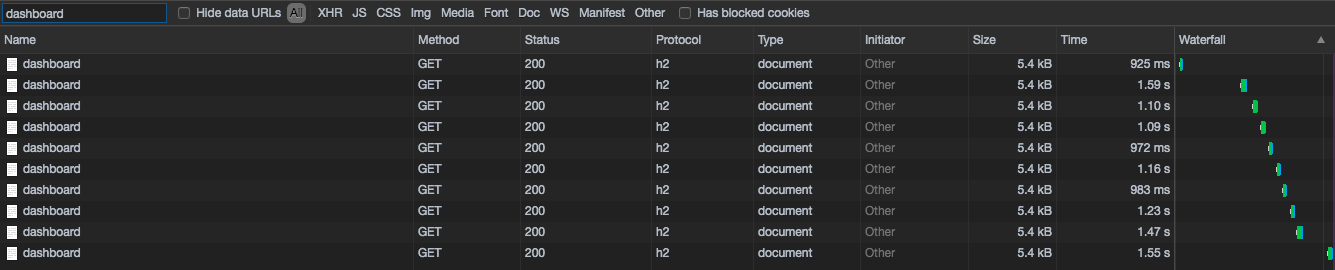 dashboard Hide data URLs All XHR JS CSS Img Media Font Doc WS Manifest Other Has blocked cookies
Name Method Status Protocol Type Initiator Size Time Waterfall
dashboard GET 200 h2 document Other 5.4 kB 925 ms
dashboard GET 200 h2 document Other 5.4 kB 1.59 s
dashboard GET 200 h2 document Other 5.4 kB 1.10 s
dashboard GET 200 h2 document Other 5.4 kB 1.09 s
dashboard GET 200 h2 document Other 5.4 kB 972 ms
dashboard GET 200 h2 document Other 5.4 kB 1.16 s
dashboard GET 200 h2 document Other 5.4 kB 983 ms
dashboard GET 200 h2 document Other 5.4 kB 1.23 s
dashboard GET 200 h2 document Other 5.4 kB 1.47 s
dashboard GET 200 h2 document Other 5.4 kB 1.55 s